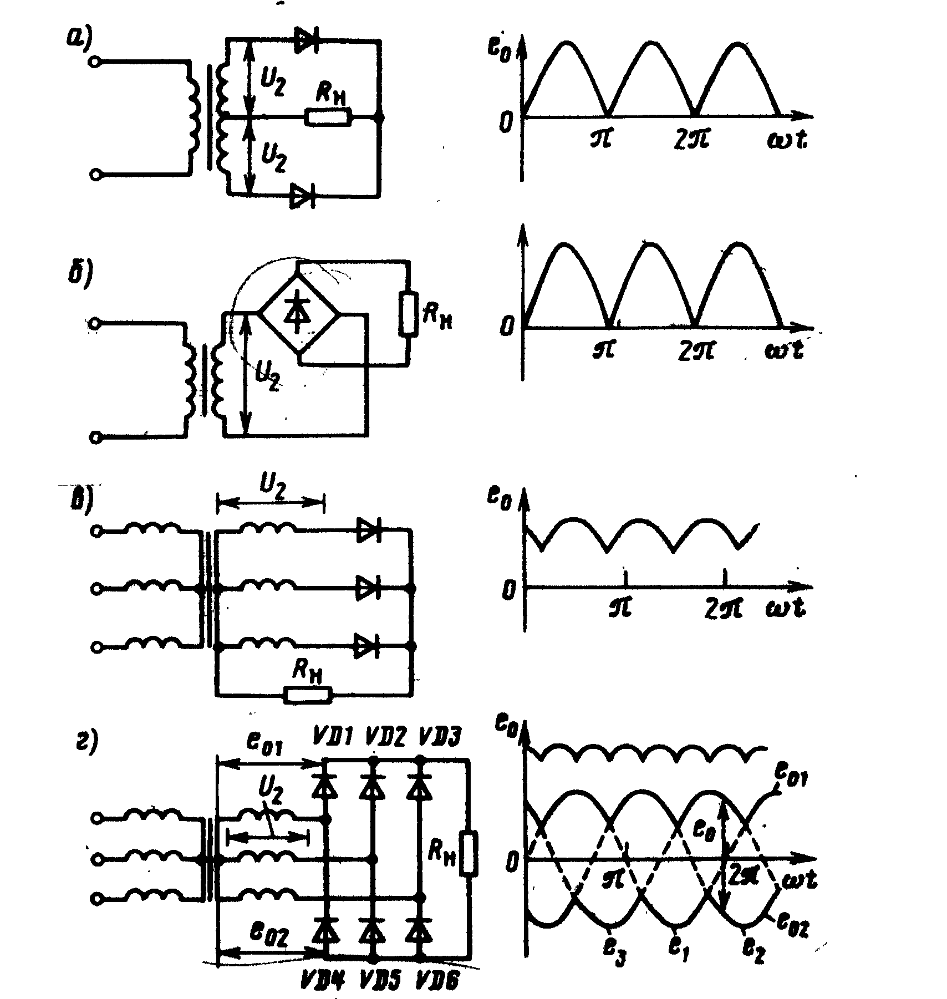 а)
U₂
Rн
U₂
e₀
0
π
2π
ωt
б)
U₂
Rн
0
π
2π
ωt
в)
U₂
Rн
e₀
0
π
2π
ωt
г)
e₀₁
VD1 VD2 VD3
U₂
Rн
e₀₂
VD4 VD5 VD6
e₀
e₀₁
e₀
0
π
2π
ωt
e₀₂
e₃
e₁
e₂